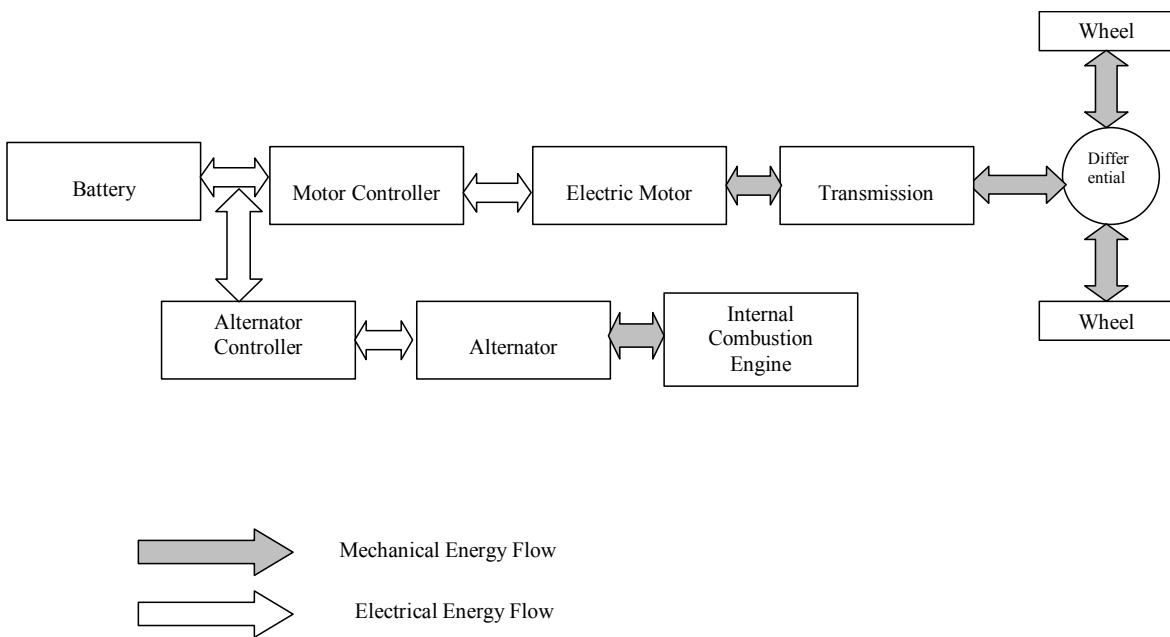 Wheel
Battery
Motor Controller
Electric Motor
Transmission
Differ
ential
Alternator
Controller
Alternator
Internal
Combustion
Engine
Wheel
Mechanical Energy Flow
Electrical Energy Flow